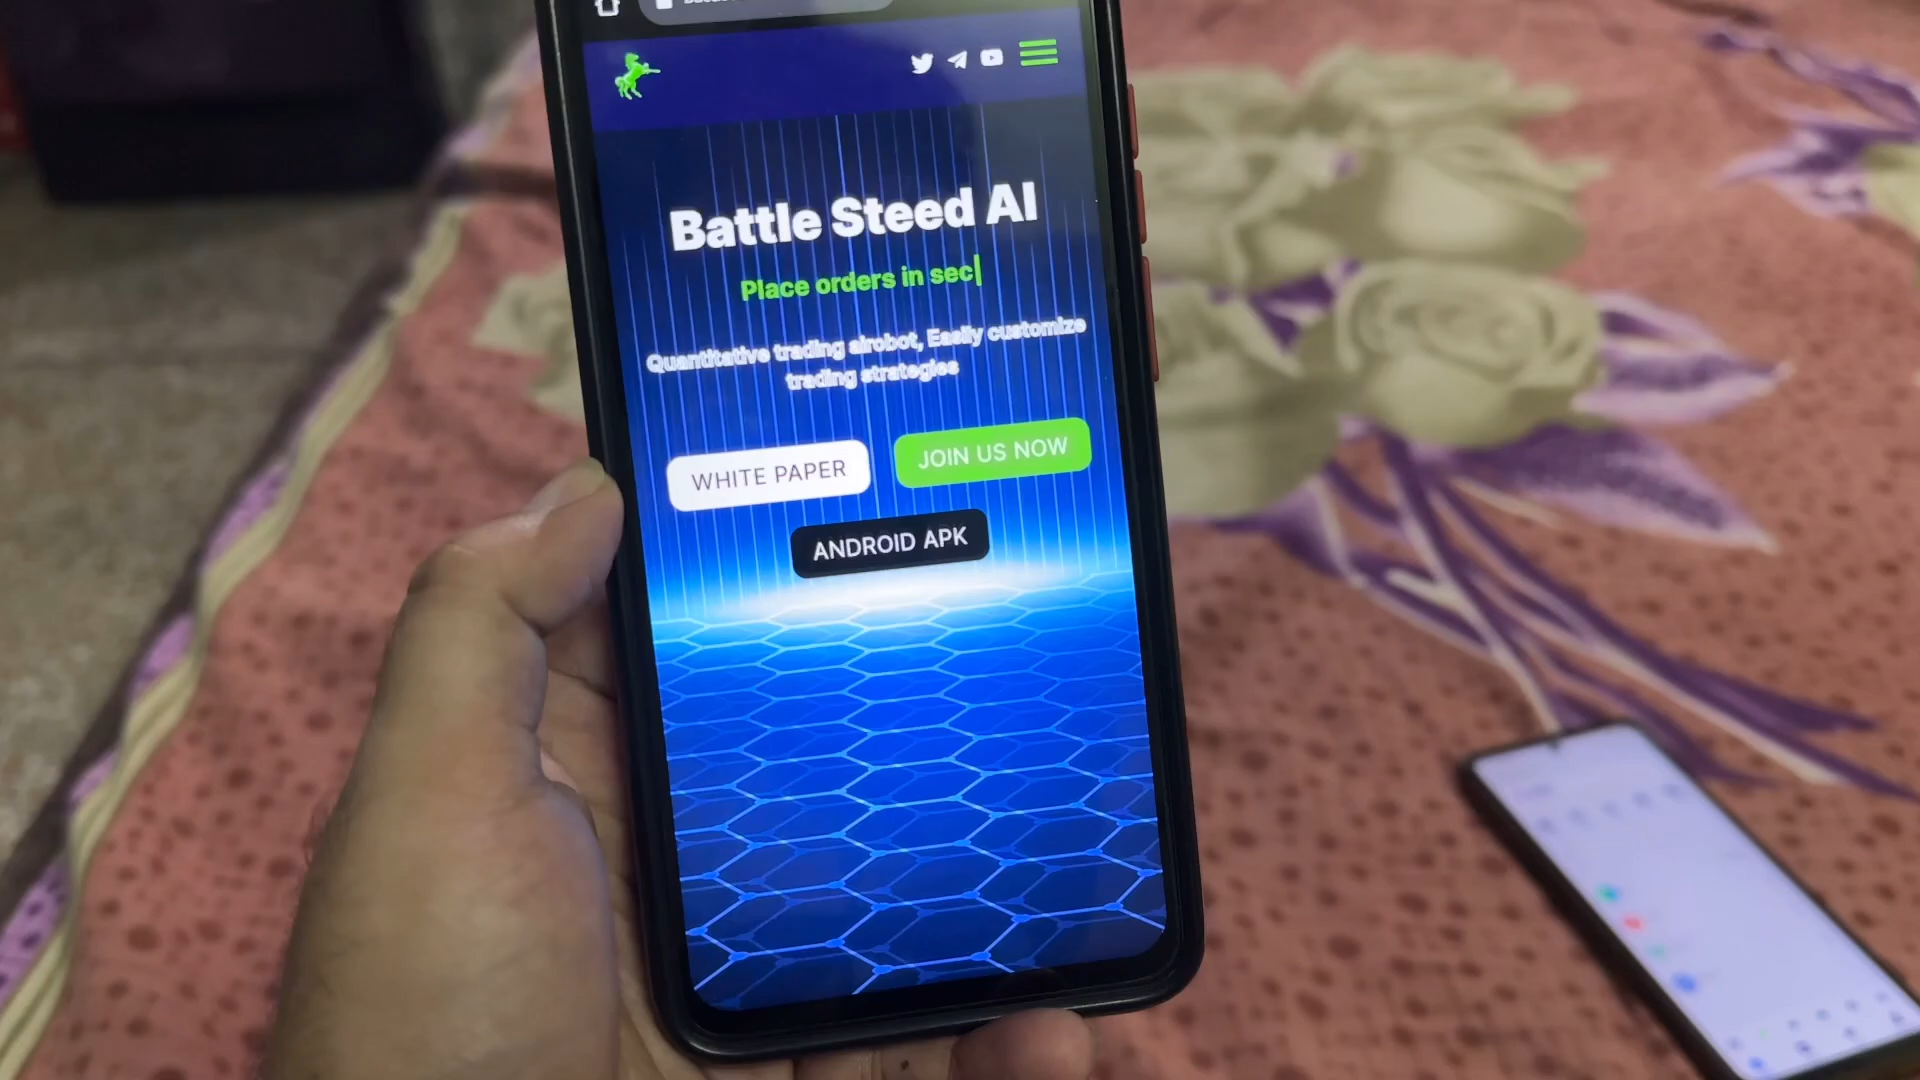 Battle Steed AI
Place orders in sec
Quantitative trading airobot, Easily customize
trading strategies
WHITE PAPER
JOIN US NOW
ANDROID APK